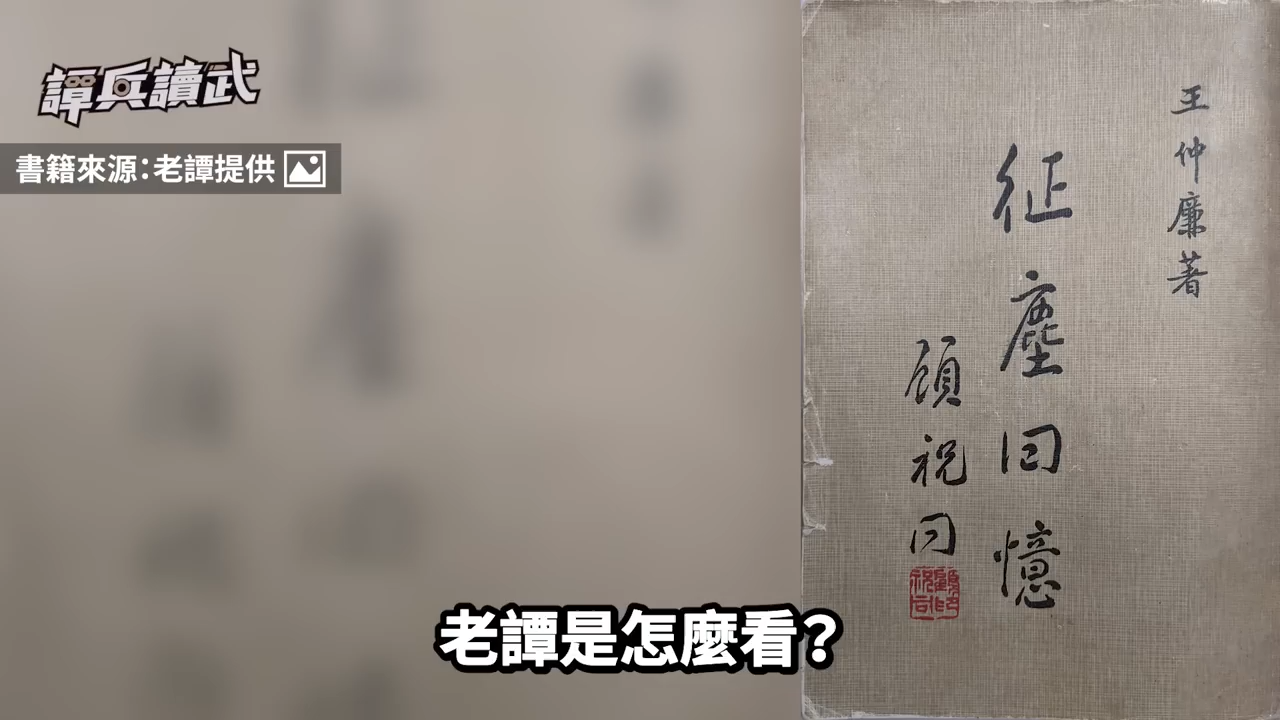 譚兵讀武
書籍來源：老譚提供
王仲廉著
征塵回憶
顧祝同
老譚是怎麼看？